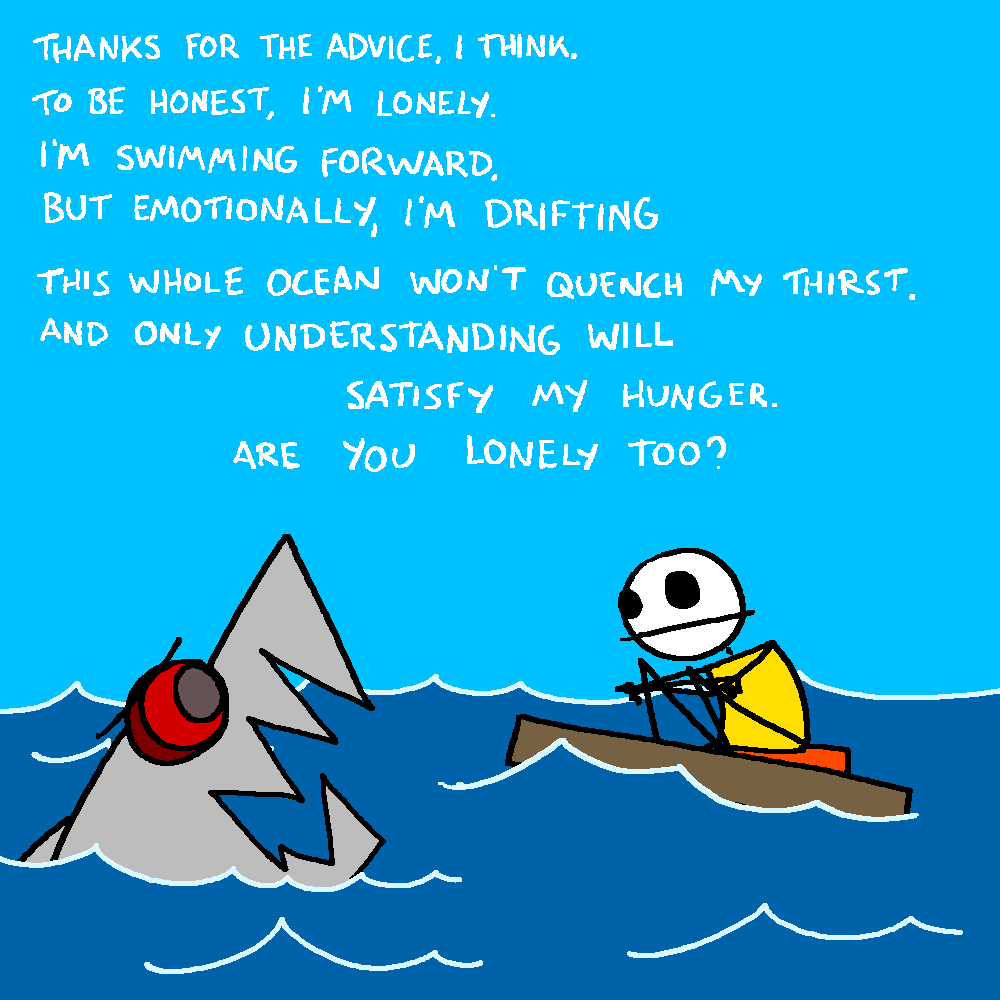 THANKS FOR THE ADVICE, I THINK.
TO BE HONEST, I'M LONELY.
I'M SWIMMING FORWARD.
BUT EMOTIONALLY, I'M DRIFTING
THIS WHOLE OCEAN WON'T QUENCH MY THIRST.
AND ONLY UNDERSTANDING WILL
SATISFY MY HUNGER.
ARE YOU LONELY TOO?